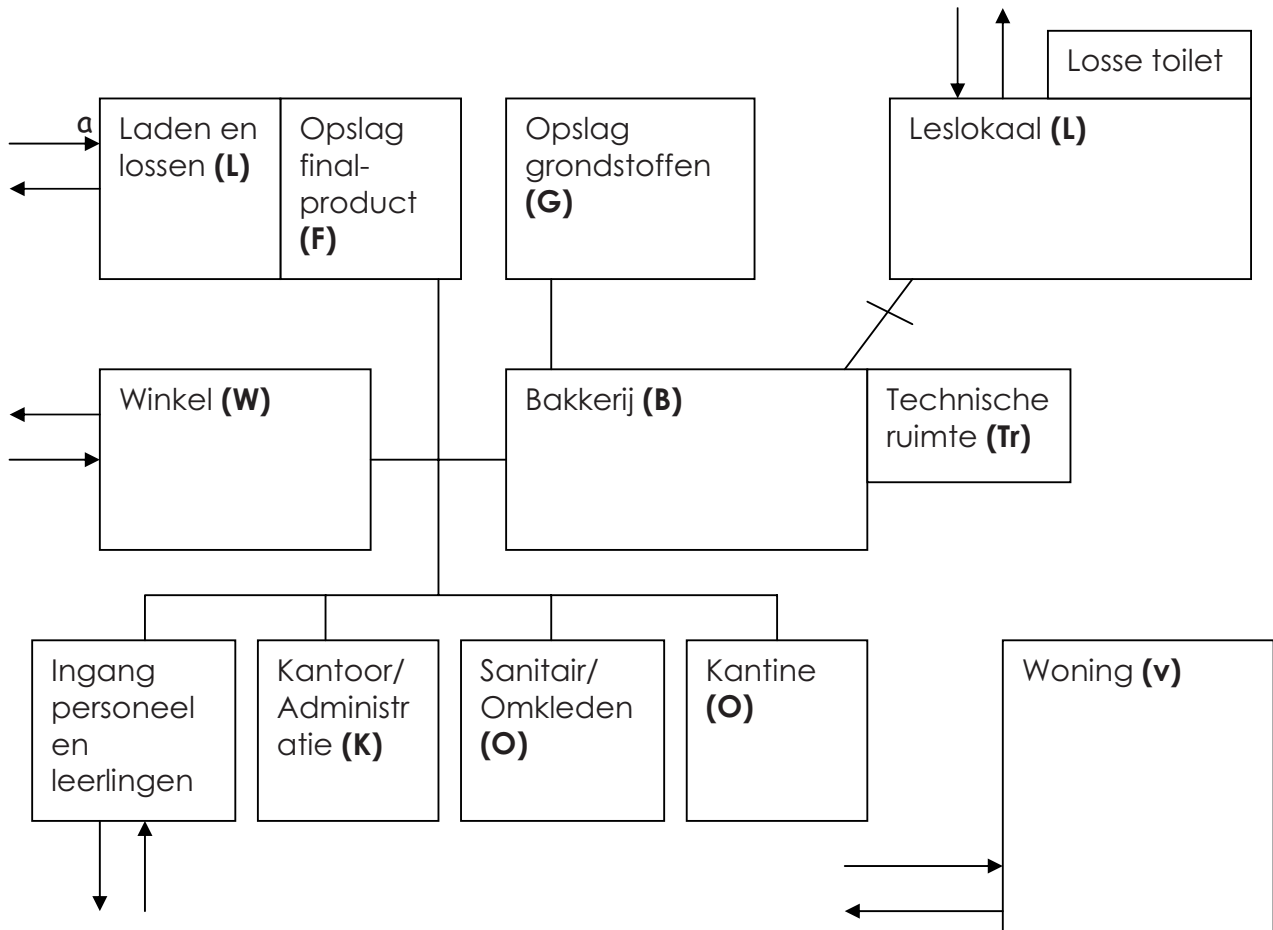 Losse toilet
a
Laden en
lossen (L)
Opslag
final-
product
(F)
Opslag
grondstoffen
(G)
Leslokaal (L)
Winkel (W)
Bakkerij (B)
Technische
ruimte (Tr)
Ingang
personeel
en
leerlingen
Kantoor/
Administr
atie (K)
Sanitair/
Omkleden
(O)
Kantine
(O)
Woning (v)